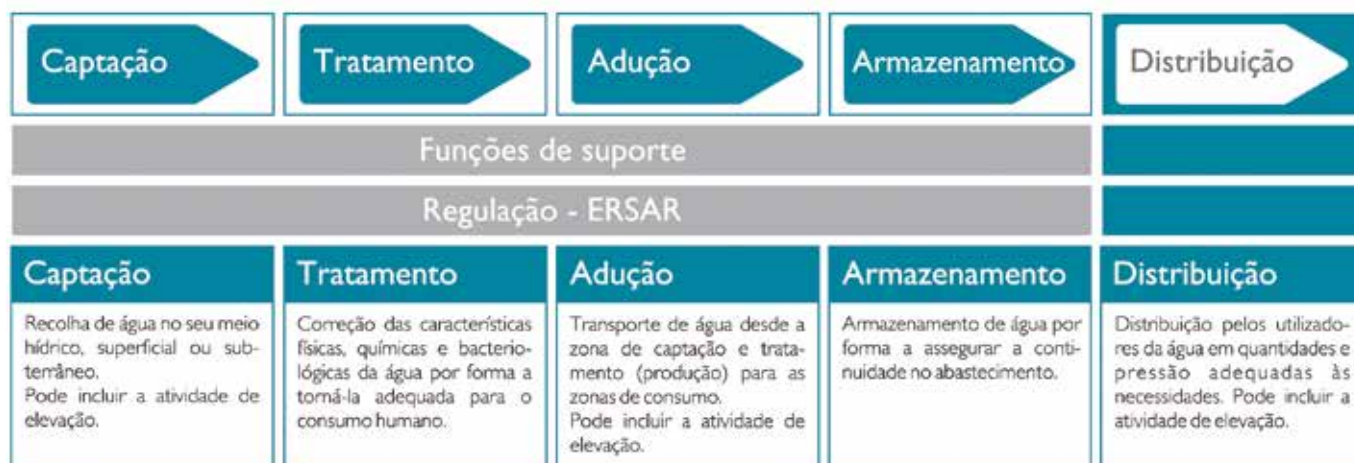 Captação
Tratamento
Adução
Armazenamento
Distribuição
Funções de suporte
Regulação - ERSAR
Captação
Recolha de água no seu meio
hídrico, superficial ou sub-
terrâneo.
Pode incluir a atividade de
elevação.
Tratamento
Correção das características
físicas, químicas e bacterio-
lógicas da água por forma a
torná-la adequada para o
consumo humano.
Adução
Transporte de água desde a
zona de captação e trata-
mento (produção) para as
zonas de consumo.
Pode incluir a atividade de
elevação.
Armazenamento
Armazenamento de água por
forma a assegurar a conti-
nuidade no abastecimento.
Distribuição
Distribuição pelos utilizado-
res da água em quantidades e
pressão adequadas às
necessidades. Pode incluir a
atividade de elevação.